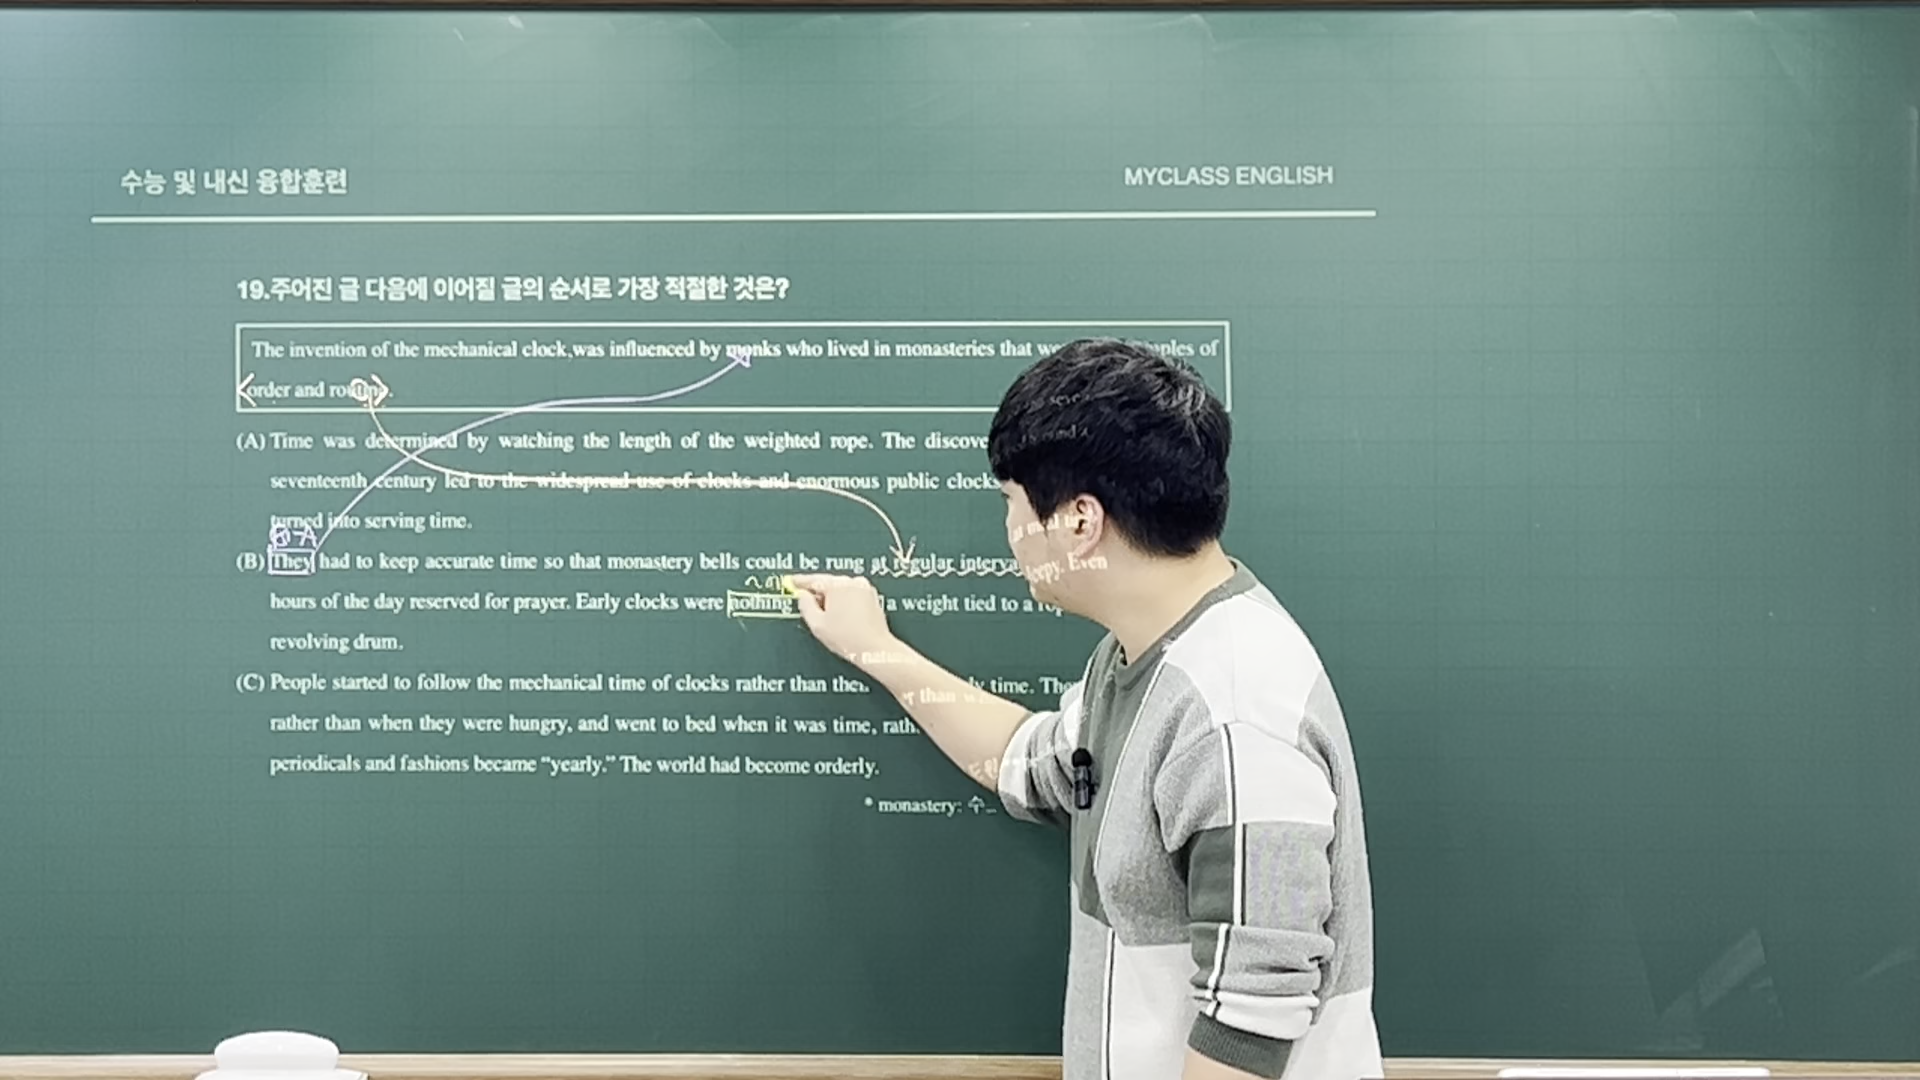 수능 및 내신 융합훈련
MYCLASS ENGLISH
19.주어진 글 다음에 이어질 글의 순서로 가장 적절한 것은?
The invention of the mechanical clock,was influenced by monks who lived in monasteries that of
order and routine.
(A) Time was determined by watching the length of the weighted rope. The
seventeenth century led to the widespread use of clocks and enormous public clocks
turned into serving time.
(B) They had to keep accurate time so that monastery bells could be rung at regular
hours of the day reserved for prayer. Early clocks were nothing a weight tied to a
revolving drum.
(C) People started to follow the mechanical time of clocks rather than time.
rather than when they were hungry, and went to bed when it was time, Even
periodicals and fashions became “yearly.” The world had become orderly.
* monastery: 수